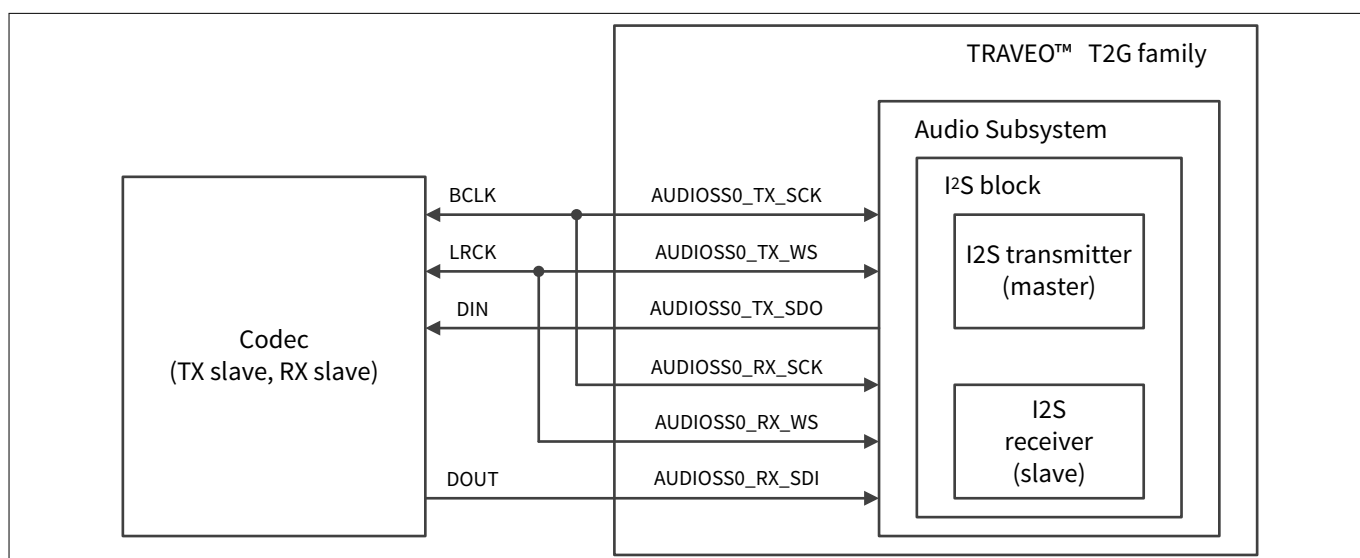 TRAVEO™ T2G family
Audio Subsystem
I²S block
I2S transmitter
(master)
I2S
receiver
(slave)
Codec
(TX slave, RX slave)
BCLK
AUDIOSS0_TX_SCK
LRCK
AUDIOSS0_TX_WS
DIN
AUDIOSS0_TX_SDO
AUDIOSS0_RX_SCK
AUDIOSS0_RX_WS
DOUT
AUDIOSS0_RX_SDI